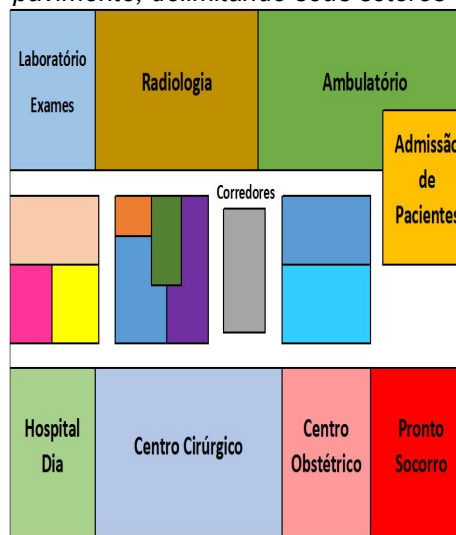 pavimento, delimitando seus setores
Laboratório
Exames
Radiologia
Ambulatório
Admissão
de
Pacientes
Corredores
Hospital
Dia
Centro Cirúrgico
Centro
Obstétrico
Pronto
Socorro